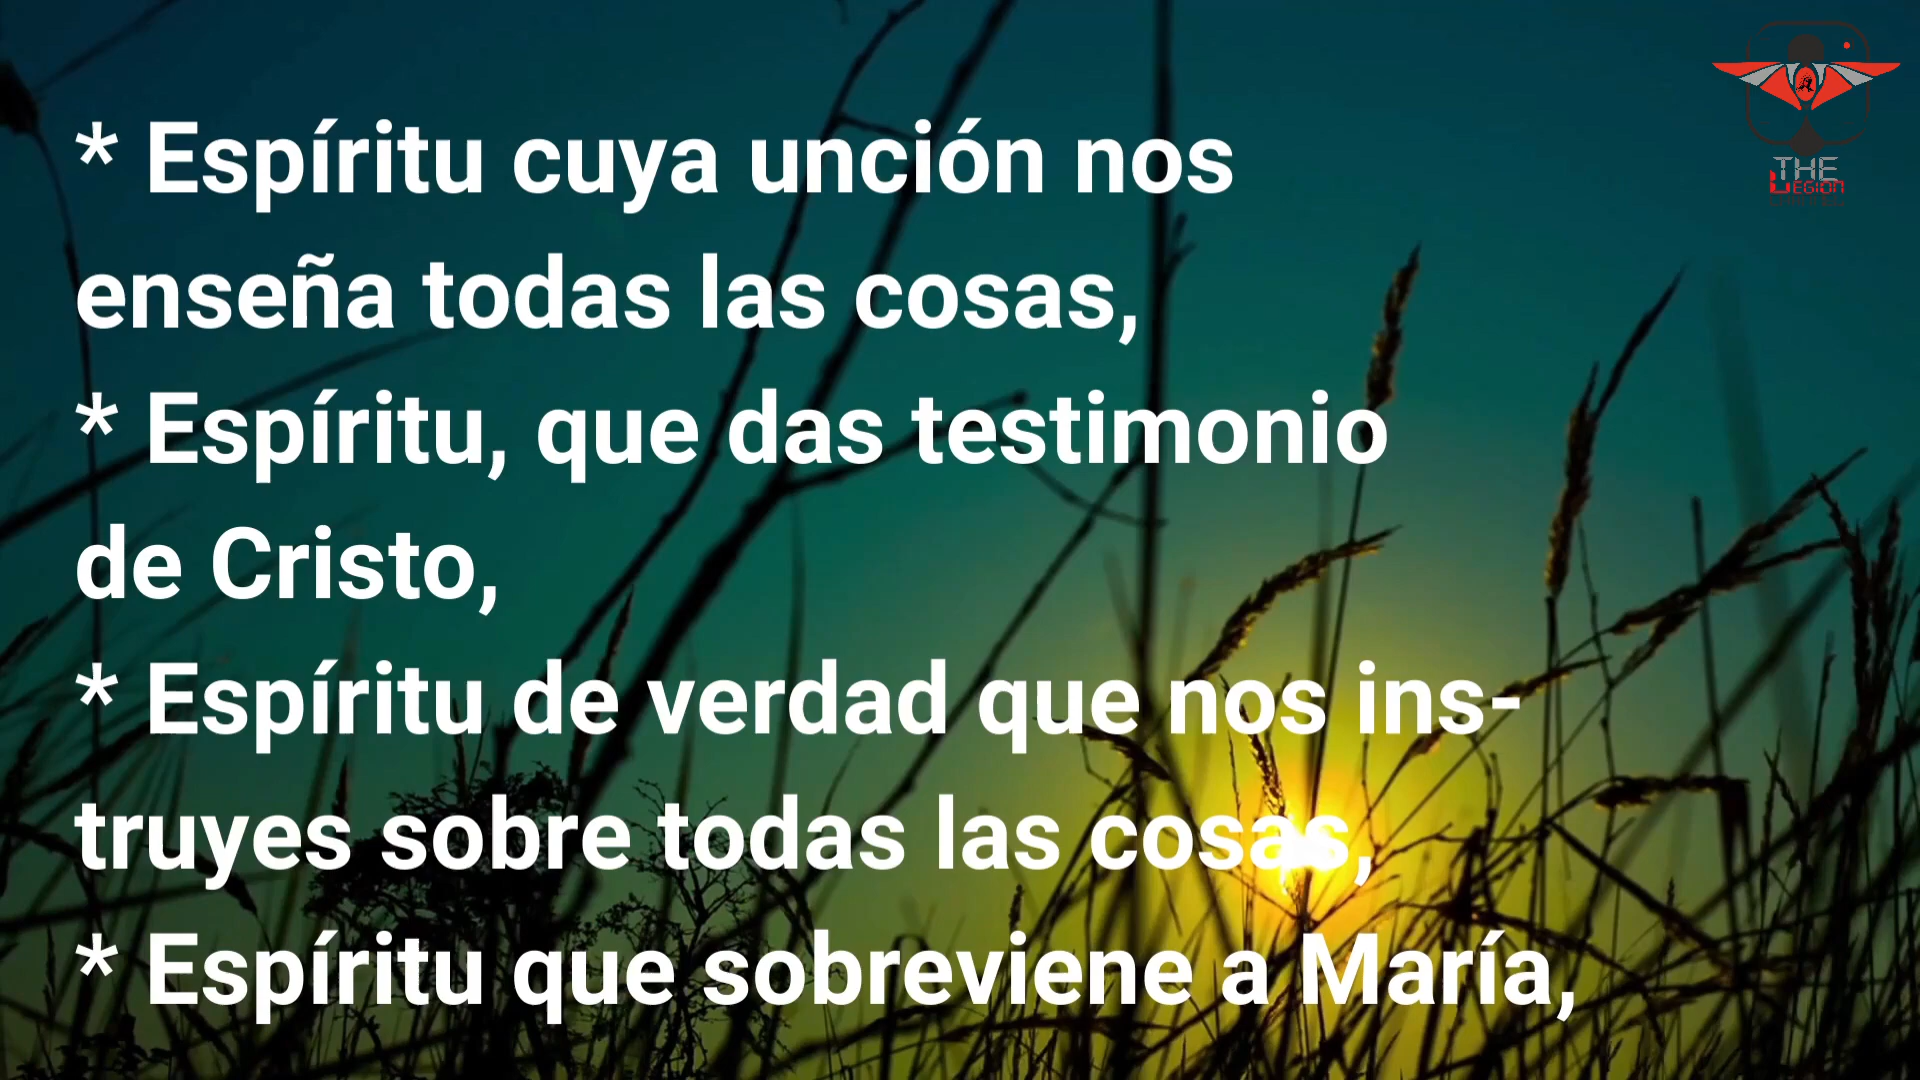 * Espíritu cuya unción nos
enseña todas las cosas,
* Espíritu, que das testimonio
de Cristo,
* Espíritu de verdad que nos ins-
truyes sobre todas las cosas,
* Espíritu que sobreviene a María,
THE
LEGION